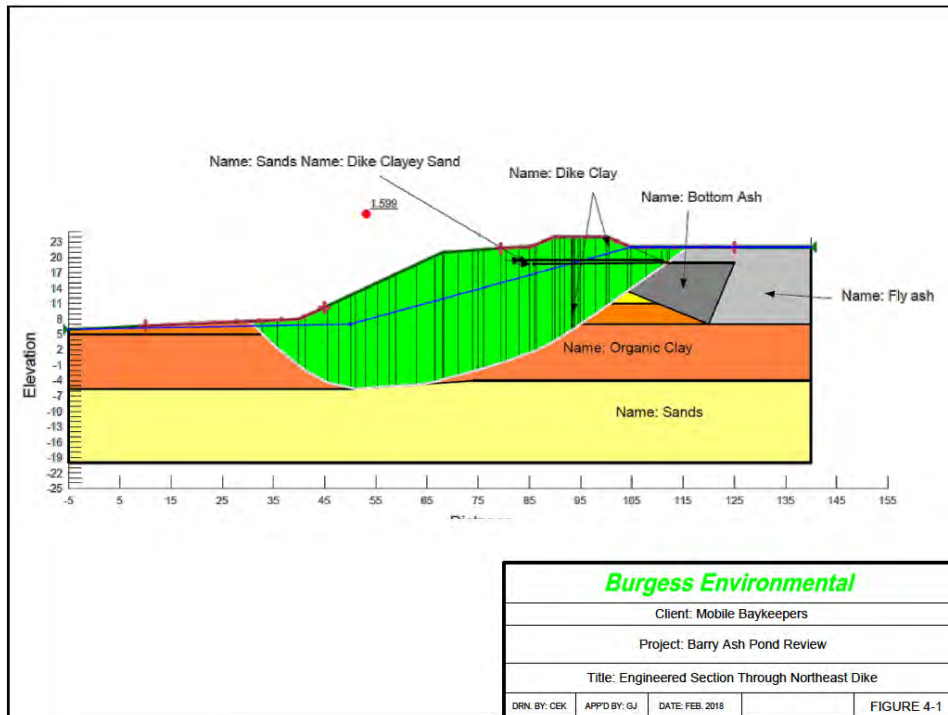 Name: Sands Name: Dike Clayey Sand
Name: Dike Clay
Name: Bottom Ash
1.599
Name: Fly ash
Name: Organic Clay
Name: Sands
Elevation
23
20
17
14
11
8
5
2
-1
-4
-7
-10
-13
-16
-19
-22
-25
-5 5 15 25 35 45 55 65 75 85 95 105 115 125 135 145 155
Distance
Burgess Environmental
Client: Mobile Baykeepers
Project: Barry Ash Pond Review
Title: Engineered Section Through Northeast Dike
DRN. BY: CEK APP'D BY: GJ DATE: FEB. 2018 FIGURE 4-1